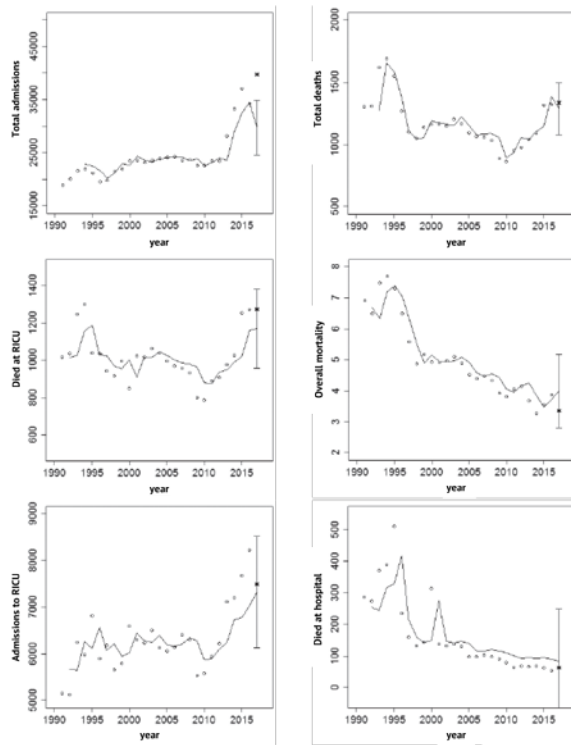 Total admissions
45000
35000
25000
15000
1990 1995 2000 2005 2010 2015
year
Total deaths
2000
1500
1000
500
1990 1995 2000 2005 2010 2015
year
Died at RICU
1400
1200
1000
800
600
1990 1995 2000 2005 2010 2015
year
Overall mortality
8
7
6
5
4
3
2
1990 1995 2000 2005 2010 2015
year
Admissions to RICU
9000
8000
7000
6000
5000
1990 1995 2000 2005 2010 2015
year
Died at hospital
500
400
300
200
100
0
1990 1995 2000 2005 2010 2015
year